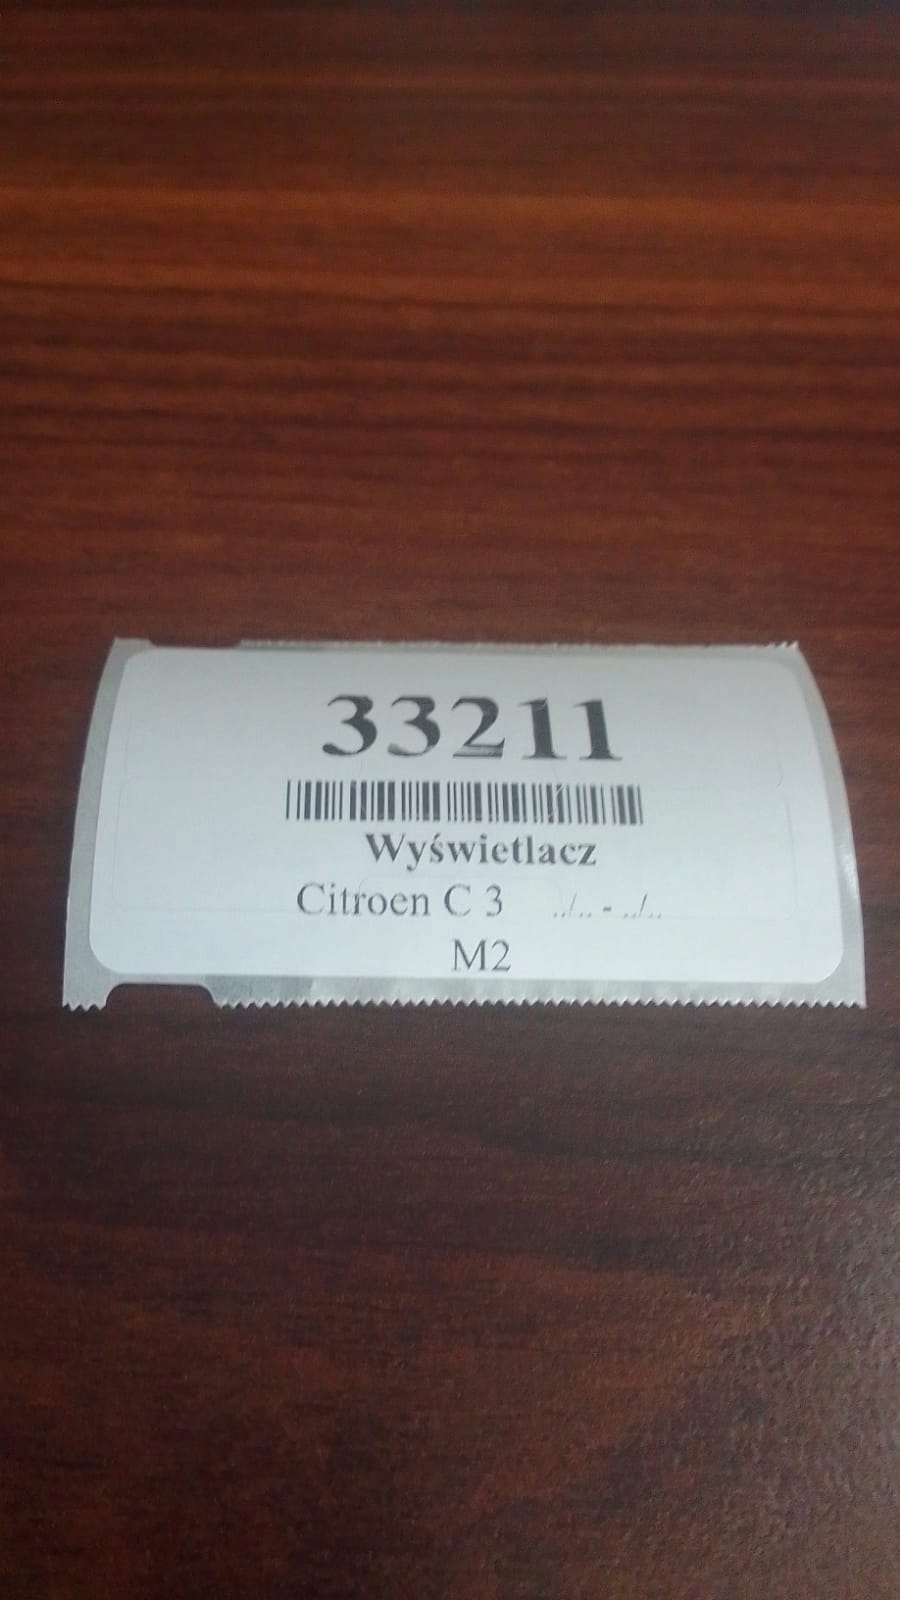 33211
Wyświetlacz
Citroen C 3 ../.. - ../..
M2